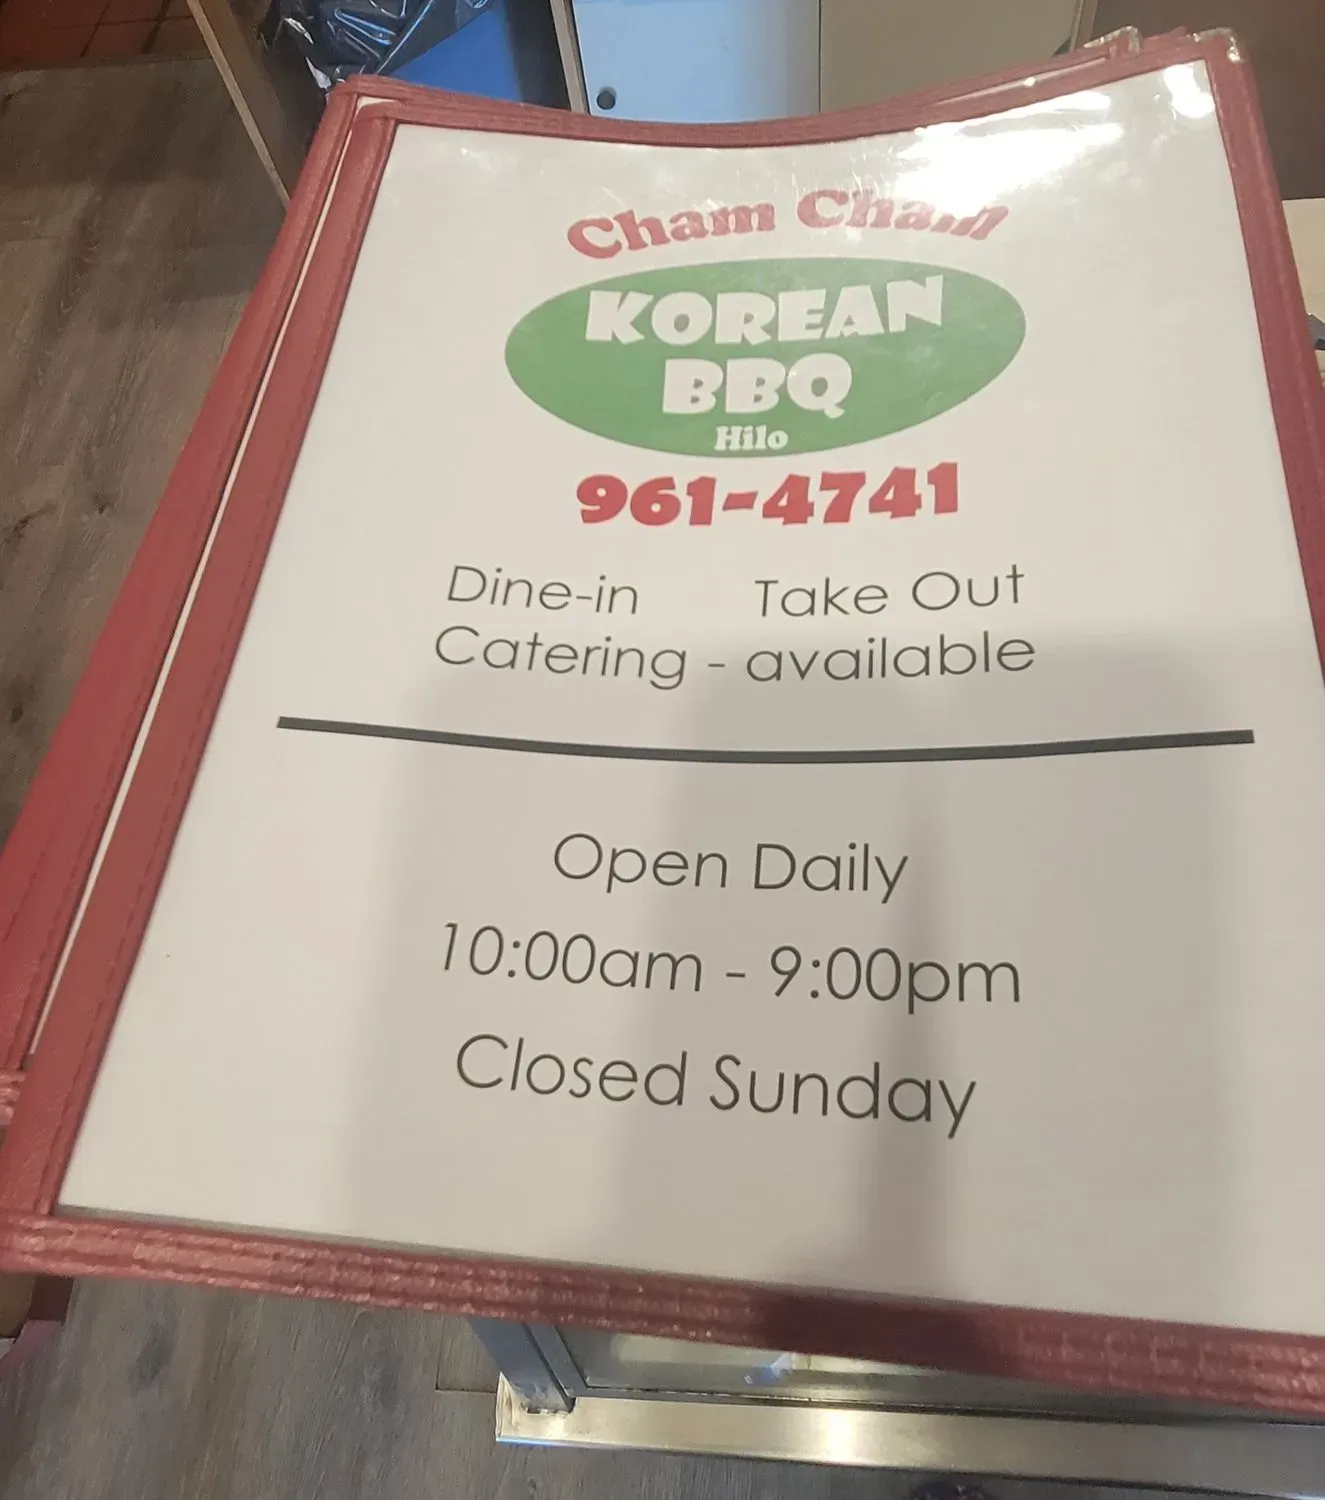 Cham Cham
KOREAN
BBQ
Hilo
961-4741
Dine-in Take Out
Catering - available
Open Daily
10:00am - 9:00pm
Closed Sunday